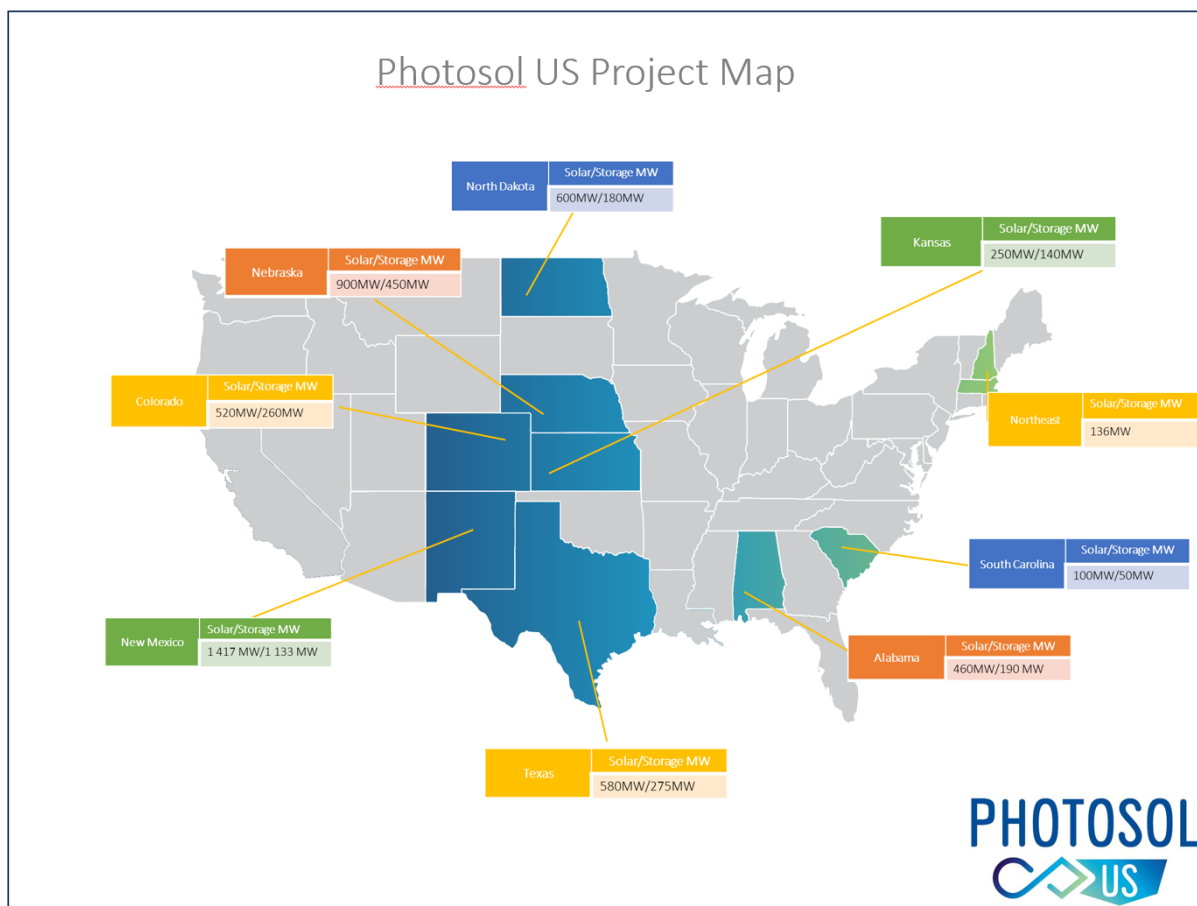 Photosol US Project Map
North Dakota
Solar/Storage MW
600MW/180MW
Kansas
Solar/Storage MW
250MW/140MW
Nebraska
Solar/Storage MW
900MW/450MW
Colorado
Solar/Storage MW
520MW/260MW
Northeast
Solar/Storage MW
136MW
South Carolina
Solar/Storage MW
100MW/50MW
New Mexico
Solar/Storage MW
1 417 MW/1 133 MW
Alabama
Solar/Storage MW
460MW/190 MW
Texas
Solar/Storage MW
580MW/275MW
PHOTOSOL
US